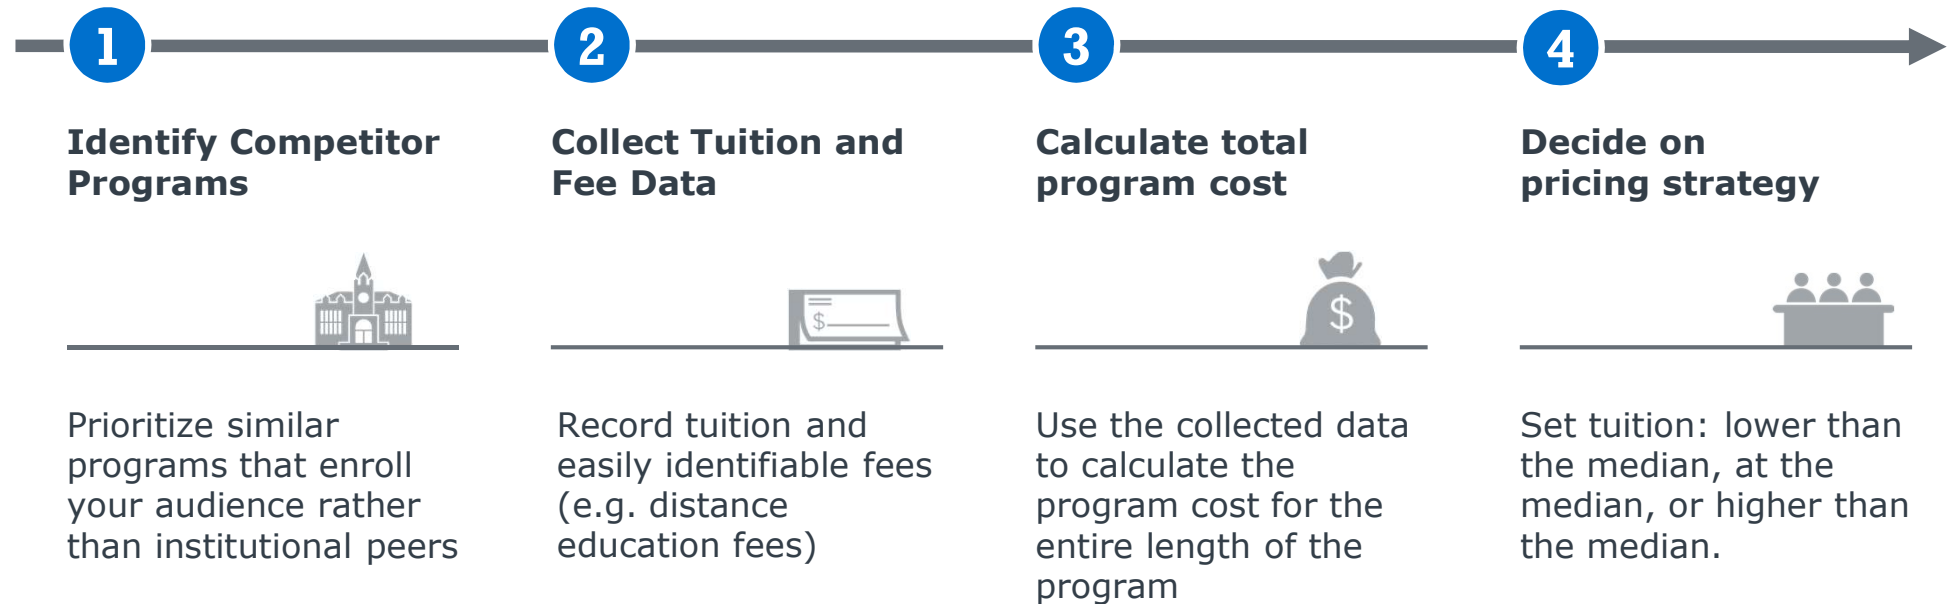 1
2
3
4
Identify Competitor
Programs
Collect Tuition and
Fee Data
Calculate total
program cost
Decide on
pricing strategy
$
$
Prioritize similar
programs that enroll
your audience rather
than institutional peers
Record tuition and
easily identifiable fees
(e.g. distance
education fees)
Use the collected data
to calculate the
program cost for the
entire length of the
program
Set tuition: lower than
the median, at the
median, or higher than
the median.